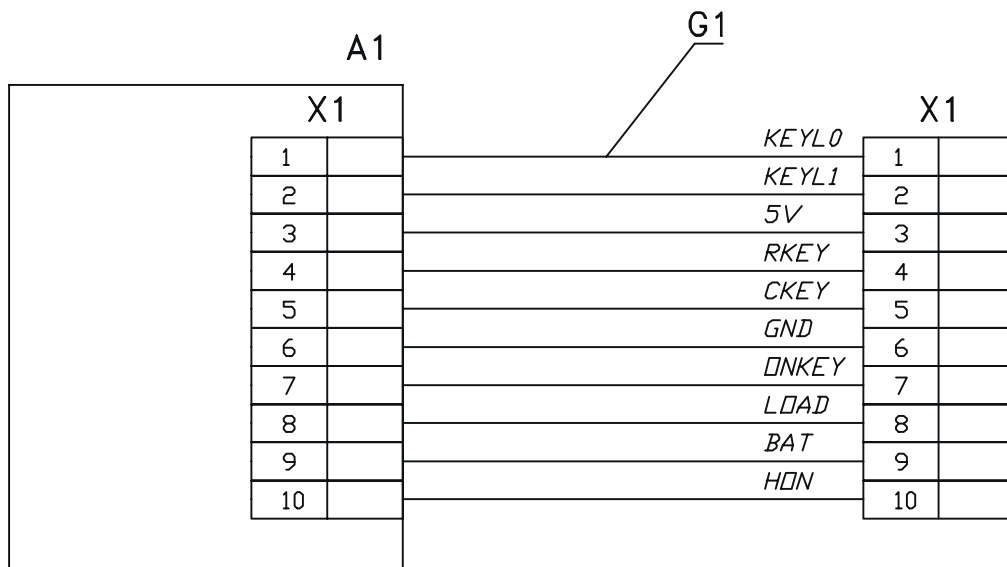 G1
A1
X1 X1
1 KEYL0 1
2 KEYL1 2
3 5V 3
4 RKEY 4
5 CKEY 5
6 GND 6
7 ONKEY 7
8 LOAD 8
9 BAT 9
10 HON 10